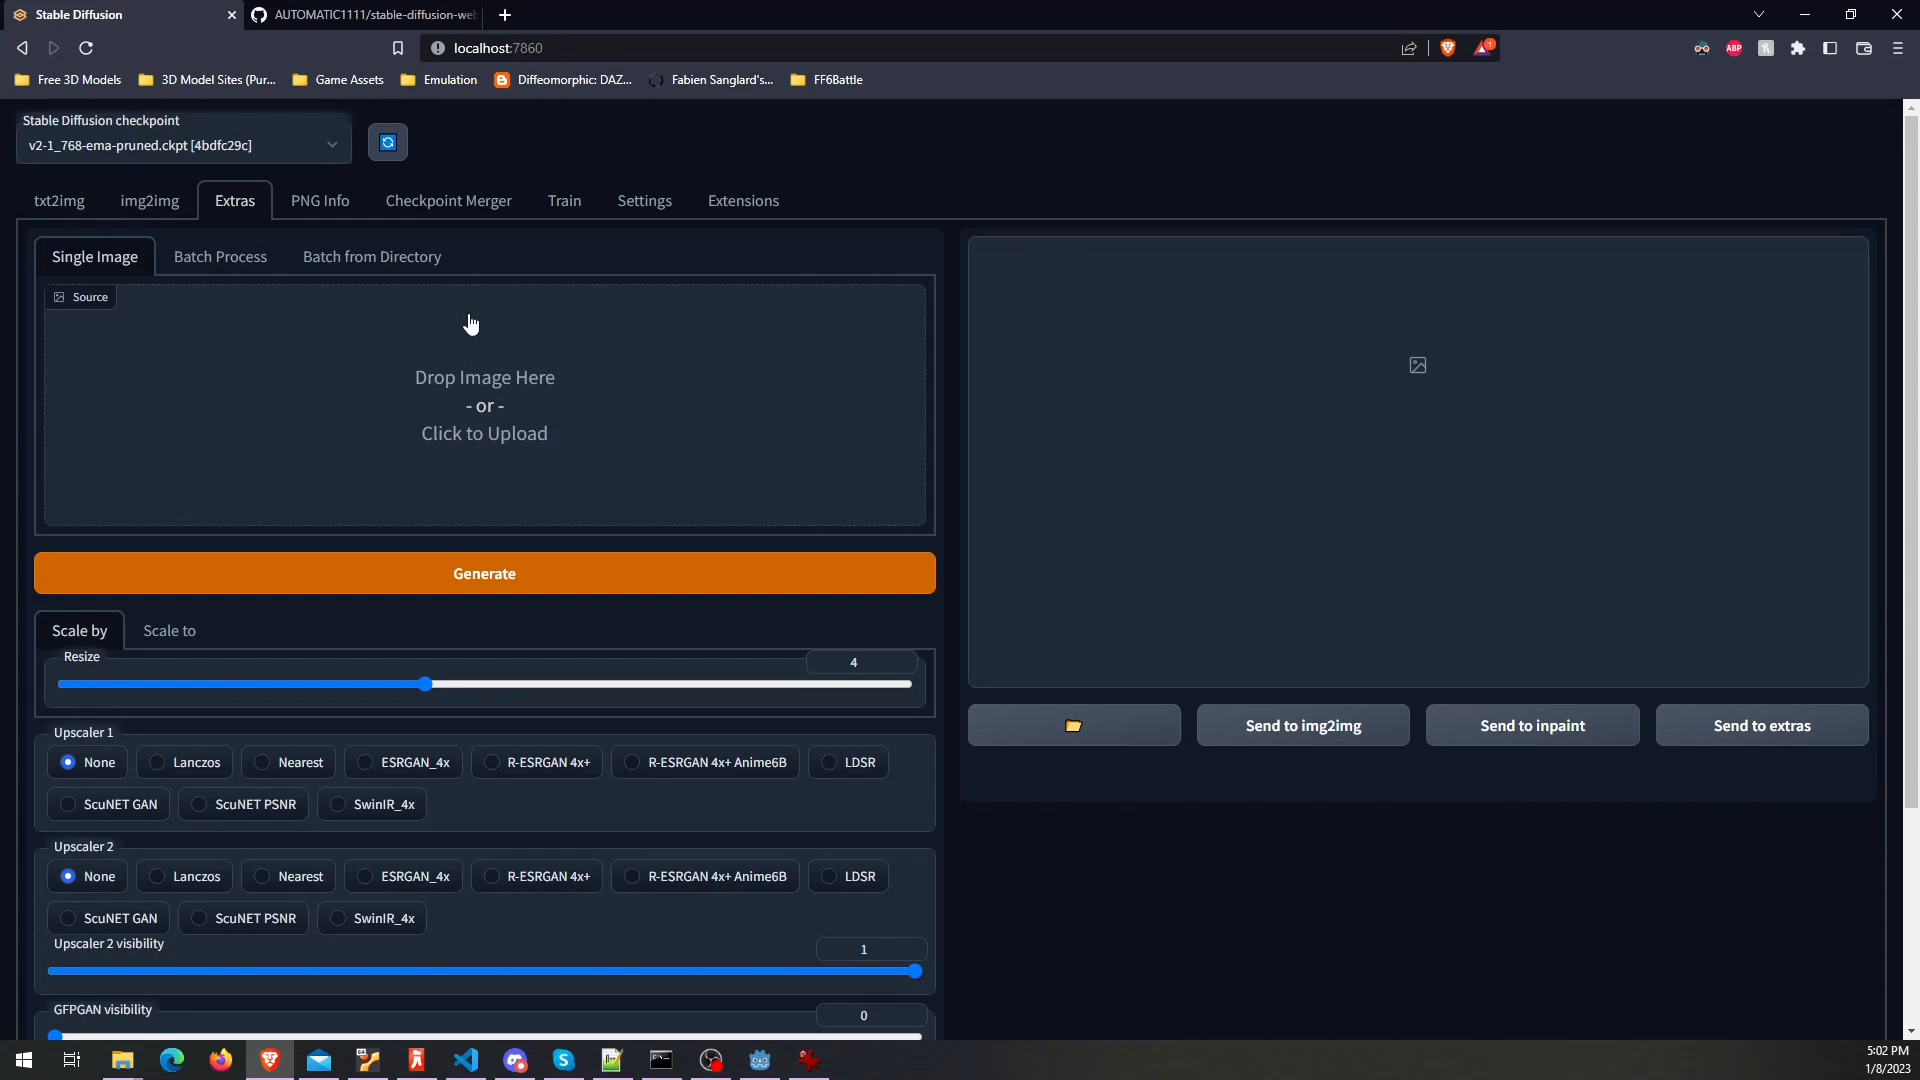 Stable Diffusion
AUTOMATIC1111/stable-diffusion-we
localhost:7860
ABP
1
Free 3D Models
3D Model Sites (Pur...
Game Assets
Emulation
Diffeomorphic: DAZ...
Fabien Sanglard's...
FF6Battle
Stable Diffusion checkpoint
v2-1_768-ema-pruned.ckpt [4bdfc29c]
txt2img
img2img
Extras
PNG Info
Checkpoint Merger
Train
Settings
Extensions
Single Image
Batch Process
Batch from Directory
Source
Drop Image Here
- or -
Click to Upload
Generate
Scale by
Scale to
Resize
4
Send to img2img
Send to inpaint
Send to extras
Upscaler 1
None
Lanczos
Nearest
ESRGAN_4x
R-ESRGAN 4x+
R-ESRGAN 4x+ Anime6B
LDSR
ScuNET GAN
ScuNET PSNR
SwinIR_4x
Upscaler 2
None
Lanczos
Nearest
ESRGAN_4x
R-ESRGAN 4x+
R-ESRGAN 4x+ Anime6B
LDSR
ScuNET GAN
ScuNET PSNR
SwinIR_4x
Upscaler 2 visibility
1
GFPGAN visibility
0
5:02 PM
1/8/2023